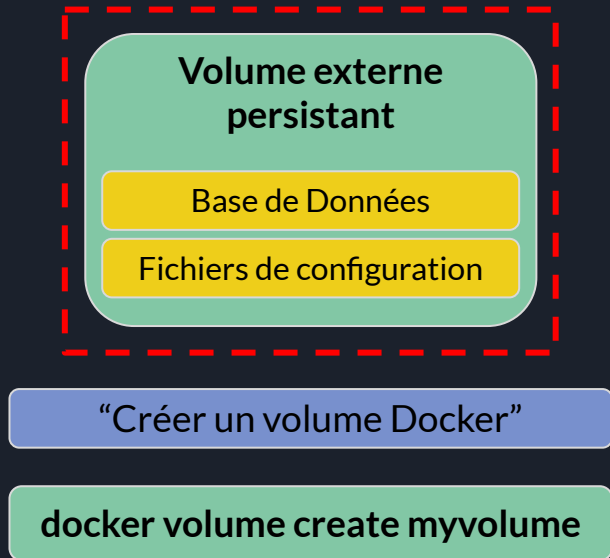 Volume externe
persistant
Base de Données
Fichiers de configuration
“Créer un volume Docker”
docker volume create myvolume